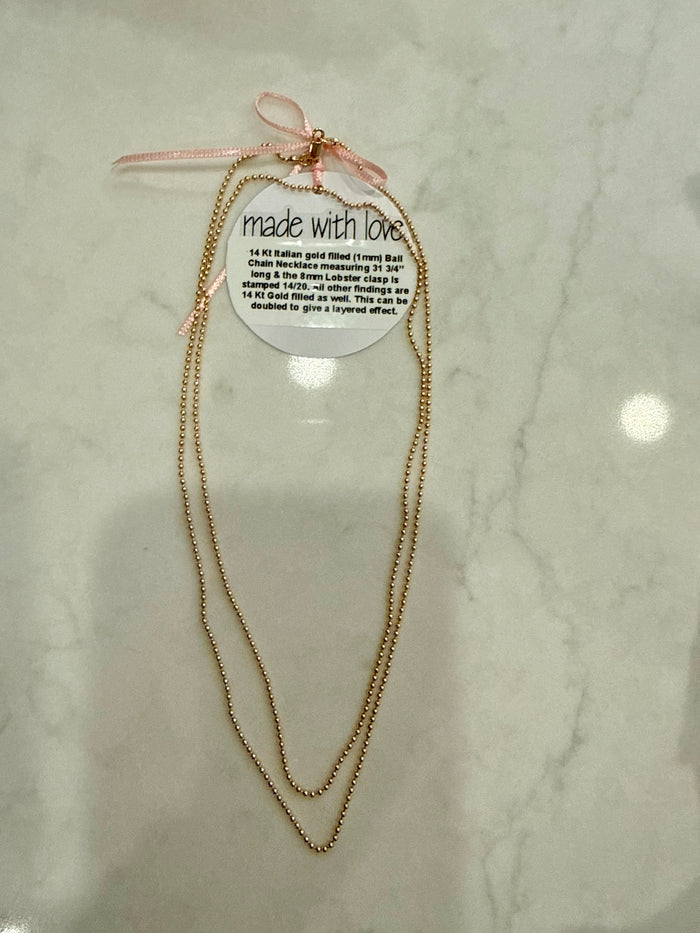 made with love
14 Kt Italian gold filled (1mm) Ball
Chain Necklace measuring 31 3/4"
long & the 8mm Lobster clasp is
stamped 14/20. All other findings are
14 Kt Gold filled as well. This can be
doubled to give a layered effect.